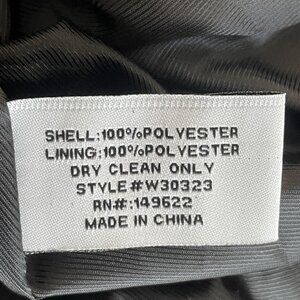 SHELL:100%POLYESTER
LINING:100%POLYESTER
DRY CLEAN ONLY
STYLE#W30323
RN#:149622
MADE IN CHINA